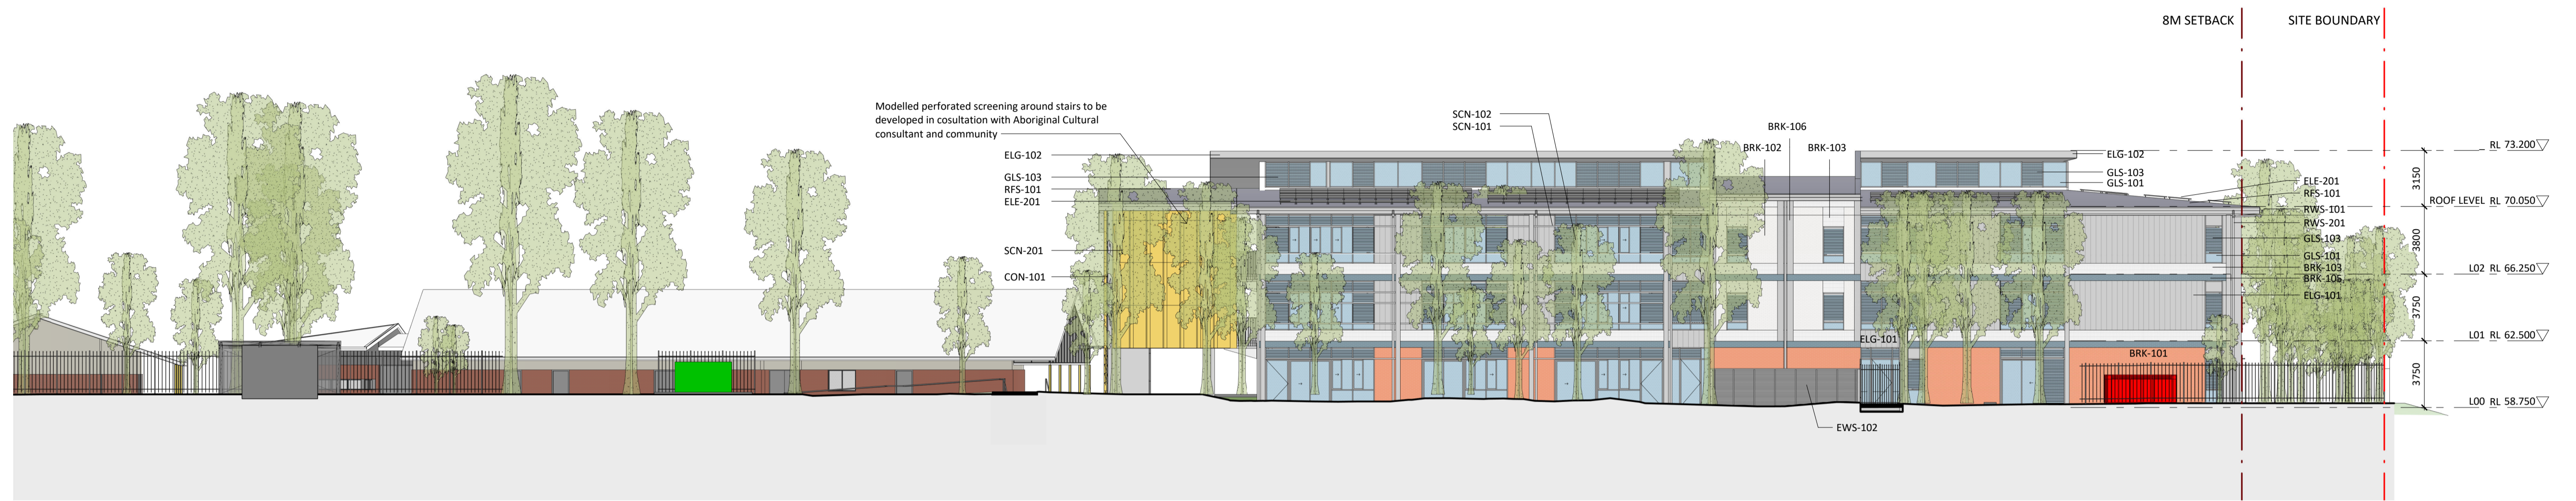 8M SETBACK
SITE BOUNDARY
Modelled perforated screening around stairs to be
developed in cosultation with Aboriginal Cultural
consultant and community
ELG-102
GLS-103
RFS-101
ELE-201
SCN-201
CON-101
SCN-102
SCN-101
BRK-106
BRK-102
BRK-103
ELG-101
BRK-101
EWS-102
ELG-102
GLS-103
GLS-101
ELE-201
RFS-101
RWS-101
RWS-201
GLS-103
GLS-101
BRK-103
BRK-106
ELG-101
3150
3800
3750
3750
RL 73.200
ROOF LEVEL RL 70.050
L02 RL 66.250
L01 RL 62.500
L00 RL 58.750